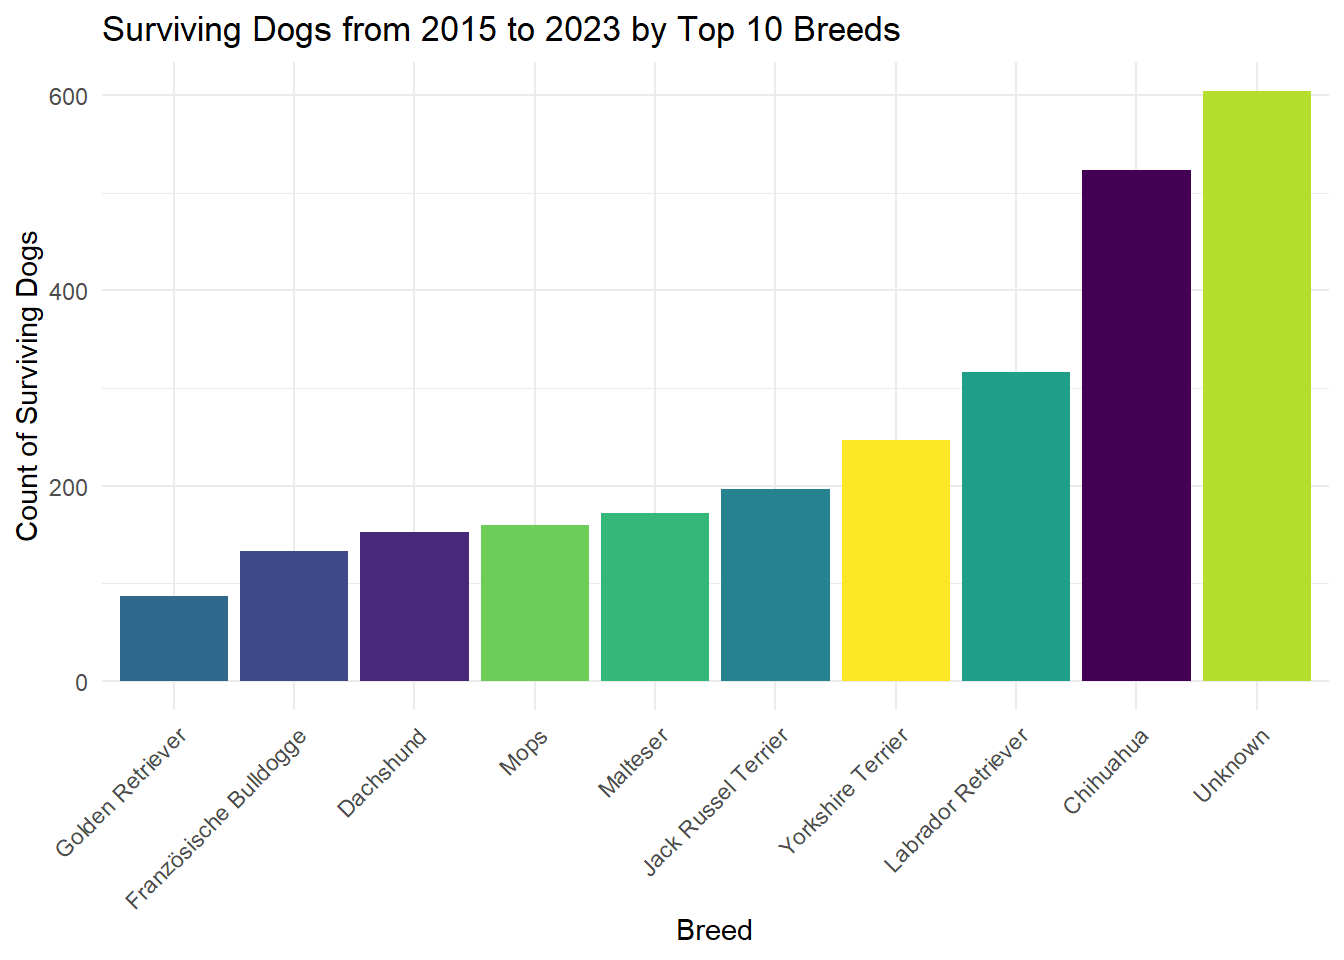 Surviving Dogs from 2015 to 2023 by Top 10 Breeds
Count of Surviving Dogs
600
400
200
0
Golden Retriever
Französische Bulldogge
Dachshund
Mops
Malteser
Jack Russel Terrier
Yorkshire Terrier
Labrador Retriever
Chihuahua
Unknown
Breed